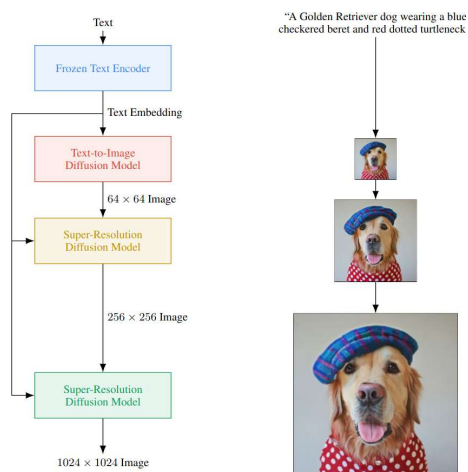 Text
Frozen Text Encoder
Text Embedding
Text-to-Image
Diffusion Model
64 × 64 Image
Super-Resolution
Diffusion Model
256 × 256 Image
Super-Resolution
Diffusion Model
1024 × 1024 Image
“A Golden Retriever dog wearing a blue
checkered beret and red dotted turtleneck